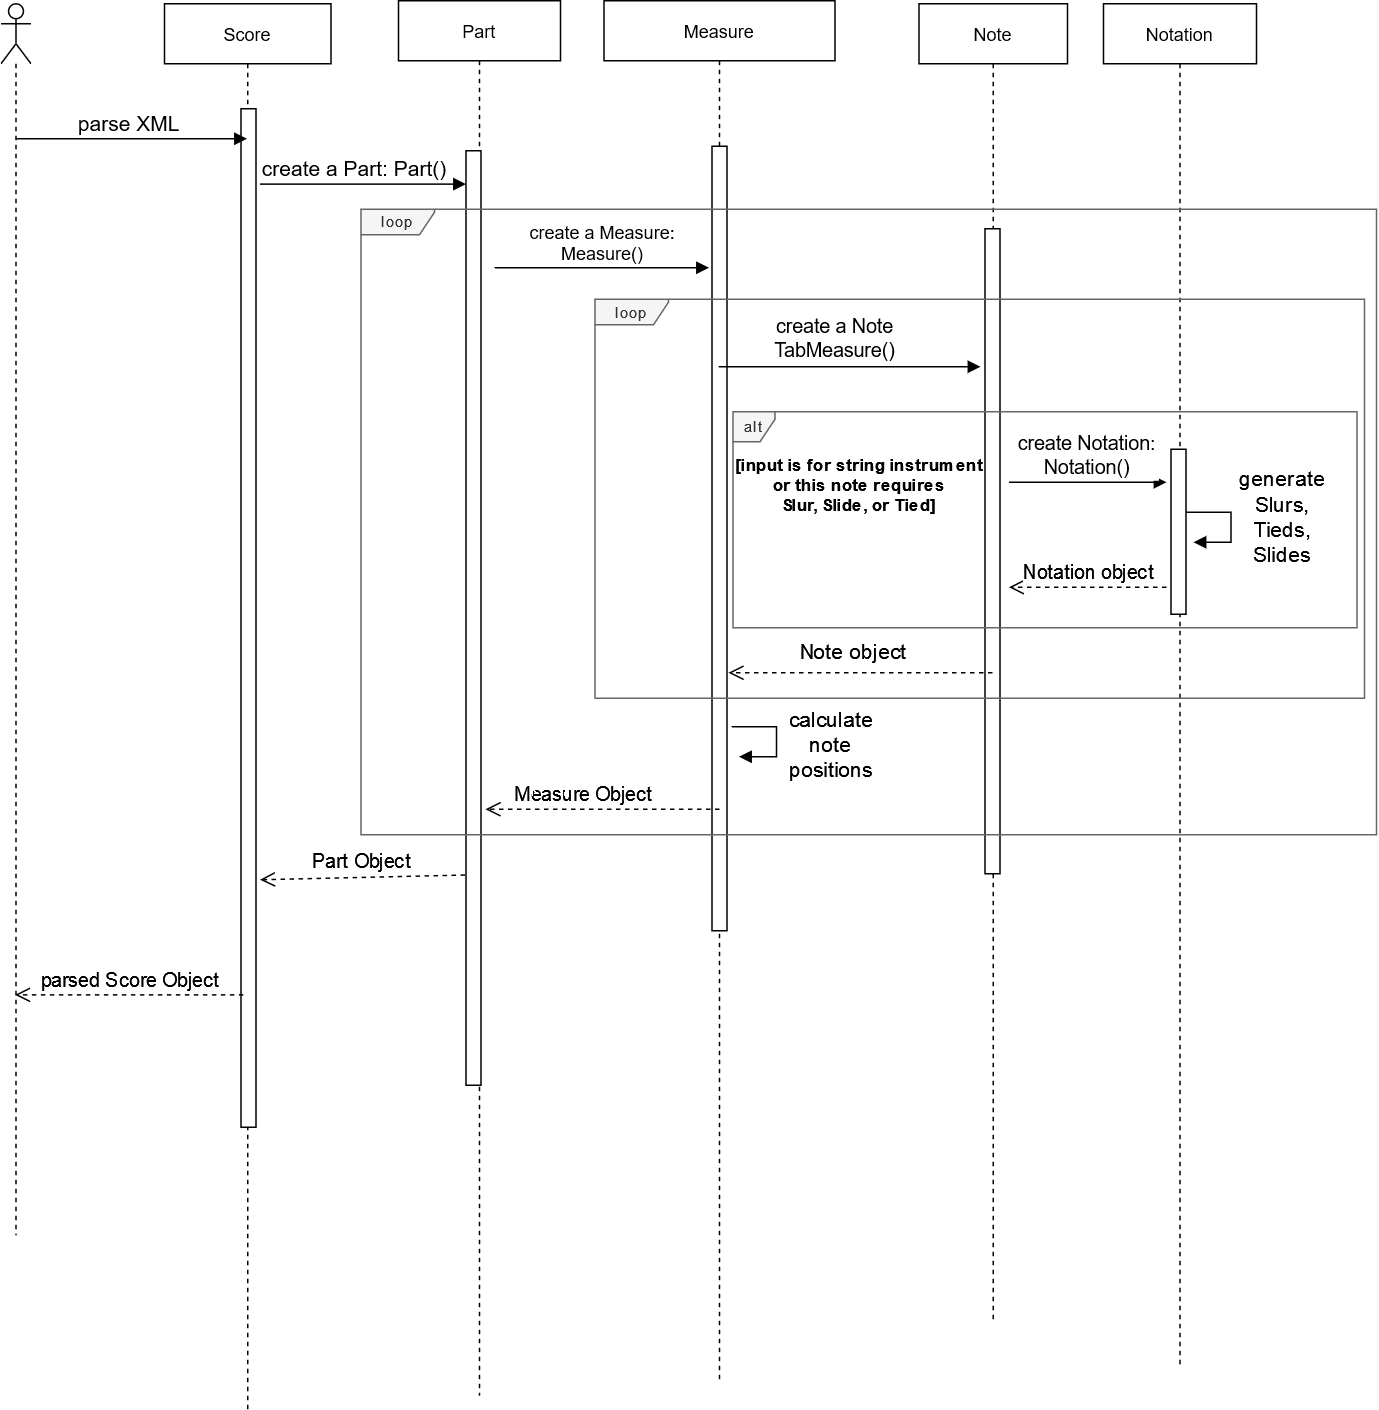 Score
Part
Measure
Note
Notation
parse XML
create a Part: Part()
loop
create a Measure:
Measure()
loop
create a Note
TabMeasure()
alt
[input is for string instrument
or this note requires
Slur, Slide, or Tied]
create Notation:
Notation()
generate
Slurs,
Tieds,
Slides
Notation object
Note object
calculate
note
positions
Measure Object
Part Object
parsed Score Object